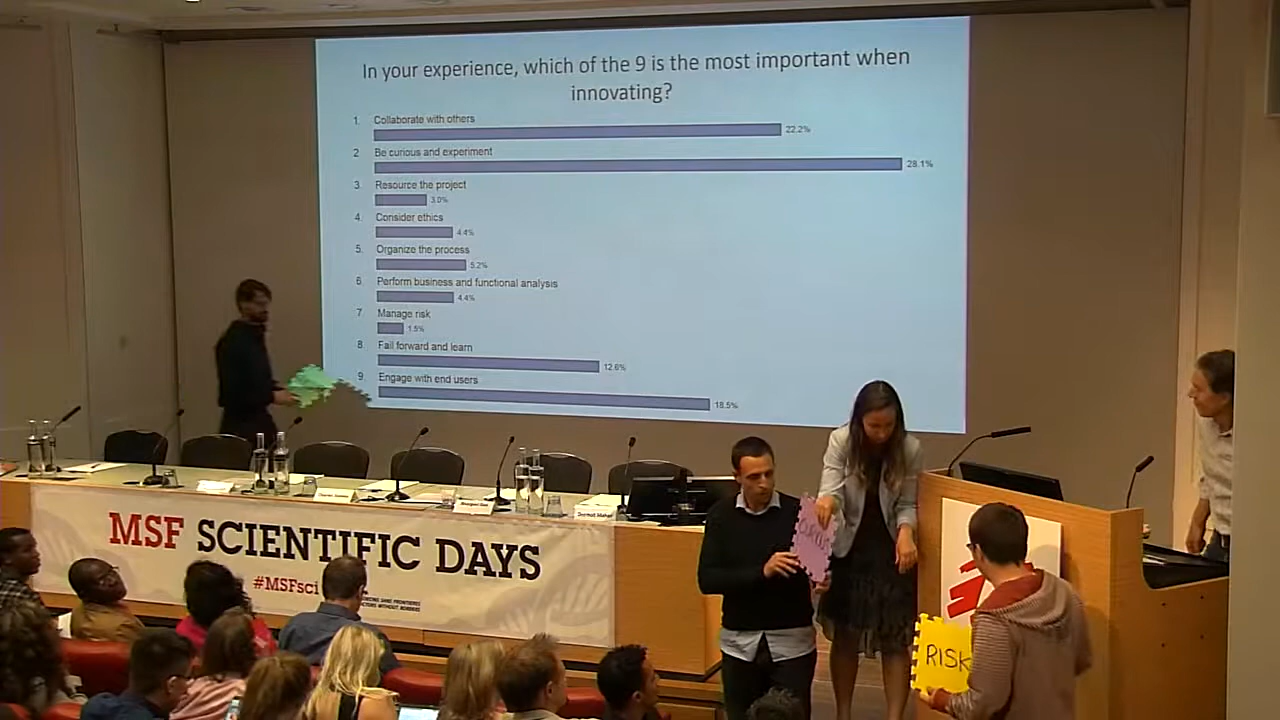 In your experience, which of the 9 is the most important when
innovating?
1. Collaborate with others
22.2%
2. Be curious and experiment
28.1%
3. Resource the project
3.0%
4. Consider ethics
4.4%
5. Organize the process
5.2%
6. Perform business and functional analysis
4.4%
7. Manage risk
1.5%
8. Fail forward and learn
12.6%
9. Engage with end users
18.5%
MSF SCIENTIFIC DAYS
#MSFsci
RISK